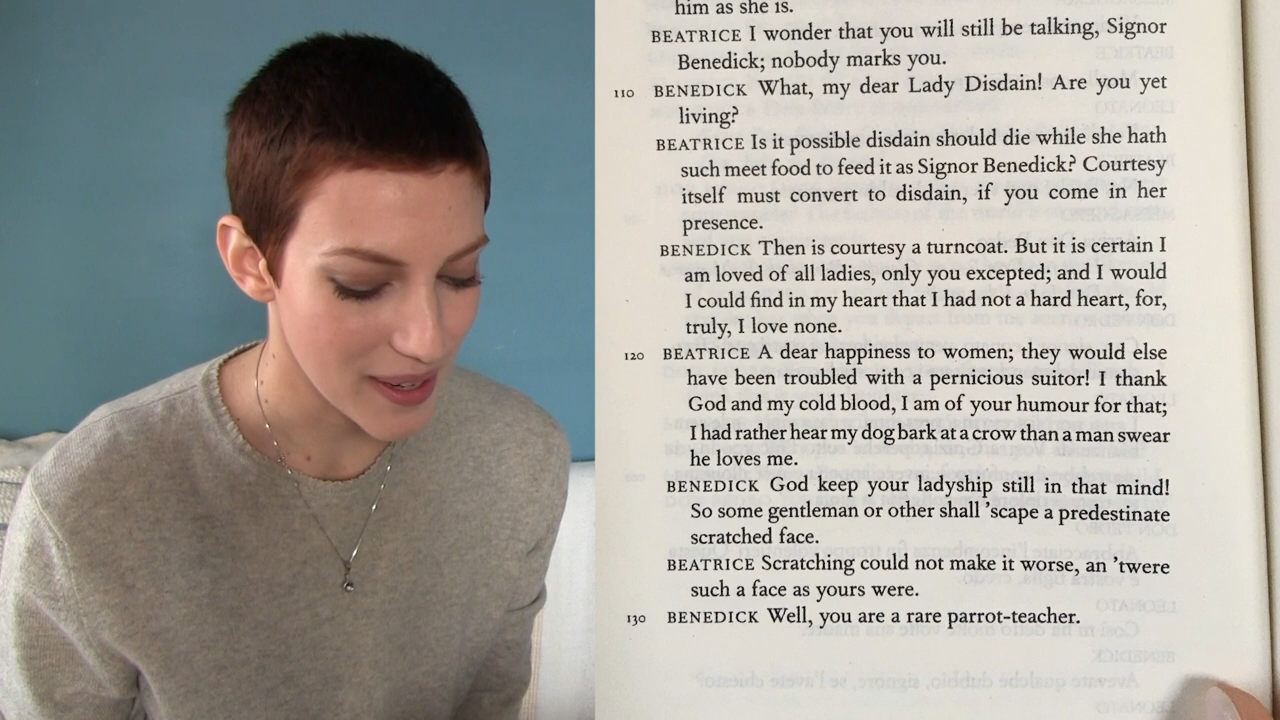 him as she is.
BEATRICE I wonder that you will still be talking, Signor
Benedick; nobody marks you.
110 BENEDICK What, my dear Lady Disdain! Are you yet
living?
BEATRICE Is it possible disdain should die while she hath
such meet food to feed it as Signor Benedick? Courtesy
itself must convert to disdain, if you come in her
presence.
BENEDICK Then is courtesy a turncoat. But it is certain I
am loved of all ladies, only you excepted; and I would
I could find in my heart that I had not a hard heart, for,
truly, I love none.
120 BEATRICE A dear happiness to women; they would else
have been troubled with a pernicious suitor! I thank
God and my cold blood, I am of your humour for that;
I had rather hear my dog bark at a crow than a man swear
he loves me.
BENEDICK God keep your ladyship still in that mind!
So some gentleman or other shall ’scape a predestinate
scratched face.
BEATRICE Scratching could not make it worse, an ’twere
such a face as yours were.
130 BENEDICK Well, you are a rare parrot-teacher.